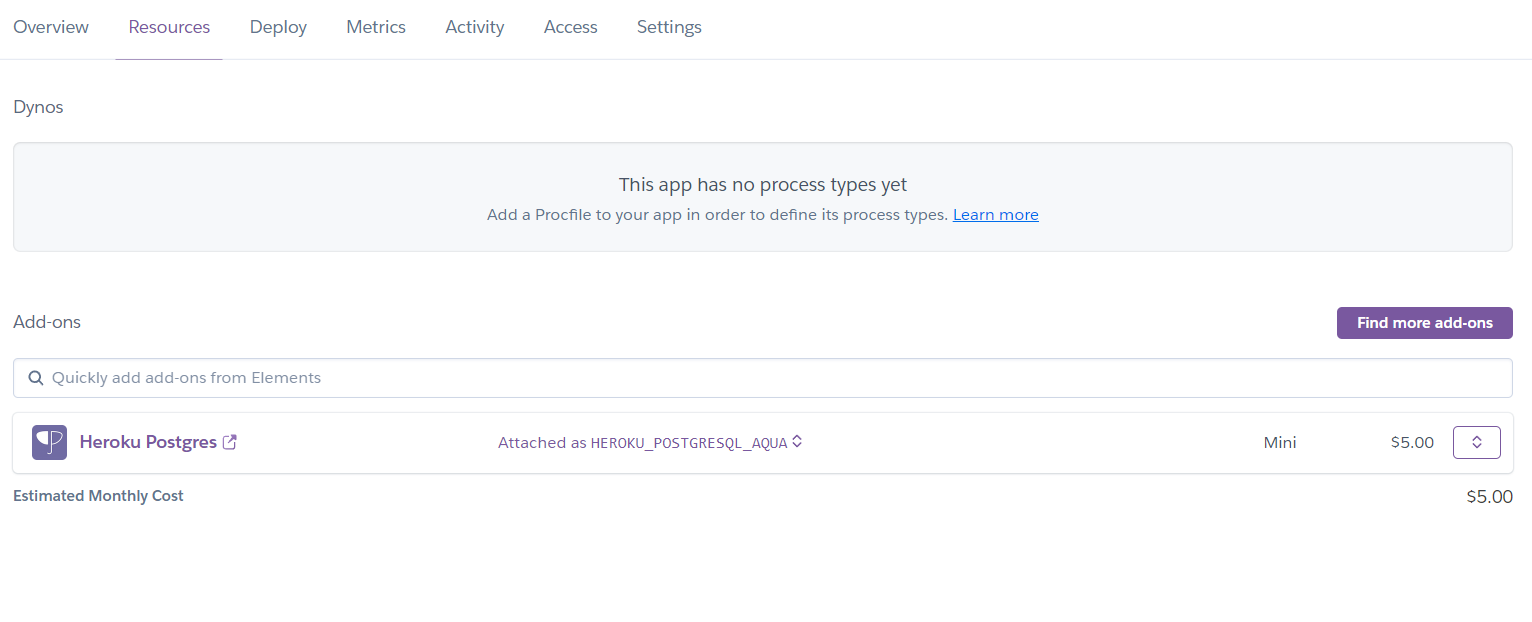 Overview Resources Deploy Metrics Activity Access Settings
Dynos
This app has no process types yet
Add a Procfile to your app in order to define its process types. Learn more
Add-ons
Find more add-ons
Quickly add add-ons from Elements
Heroku Postgres Attached as HEROKU_POSTGRESQL_AQUA Mini $5.00
Estimated Monthly Cost $5.00